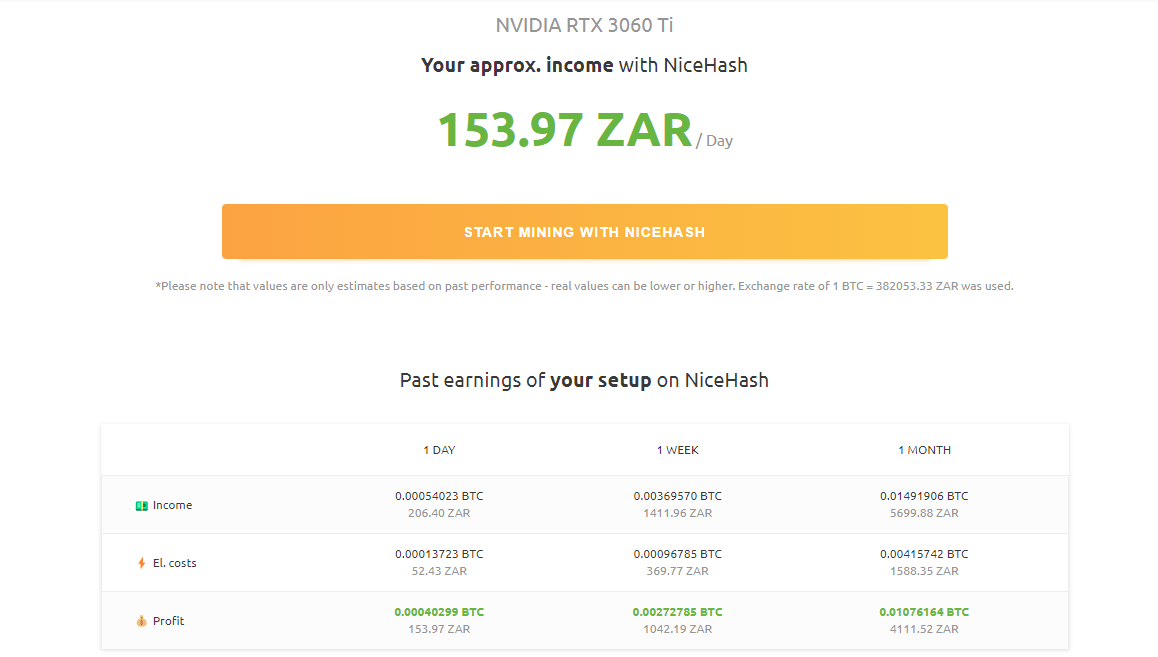 NVIDIA RTX 3060 Ti
Your approx. income with NiceHash
153.97 ZAR / Day
START MINING WITH NICEHASH
*Please note that values are only estimates based on past performance - real values can be lower or higher. Exchange rate of 1 BTC = 382053.33 ZAR was used.
Past earnings of your setup on NiceHash
1 DAY 1 WEEK 1 MONTH
0.00054023 BTC 0.00369570 BTC 0.01491906 BTC
Income
206.40 ZAR 1411.96 ZAR 5699.88 ZAR
0.00013723 BTC 0.00096785 BTC 0.00415742 BTC
El. costs
52.43 ZAR 369.77 ZAR 1588.35 ZAR
0.00040299 BTC 0.00272785 BTC 0.01076164 BTC
Profit
153.97 ZAR 1042.19 ZAR 4111.52 ZAR